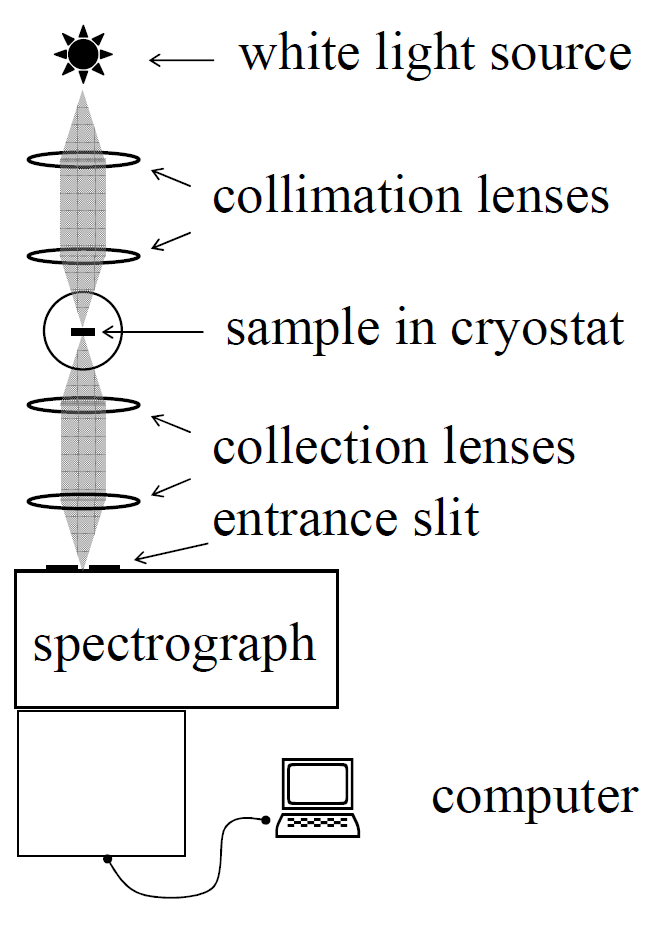 white light source
collimation lenses
sample in cryostat
collection lenses
entrance slit
spectrograph
computer